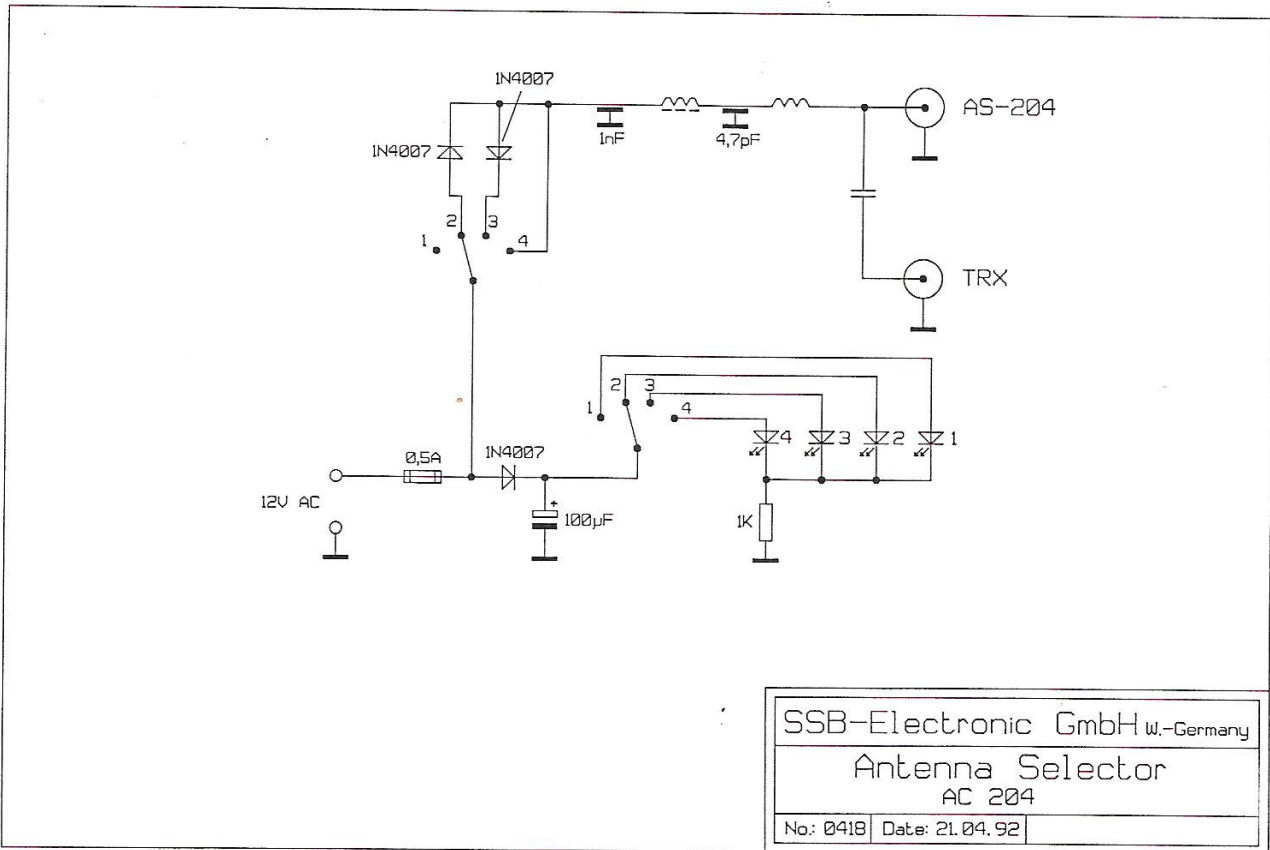 1N4007
1N4007
1nF
4,7pF
AS-204
1
2
3
4
TRX
1
2
3
4
4
3
2
1
0,5A
1N4007
12V AC
+
100µF
1K
SSB-Electronic GmbH W.-Germany
Antenna Selector
AC 204
No.: 0418
Date: 21.04.92